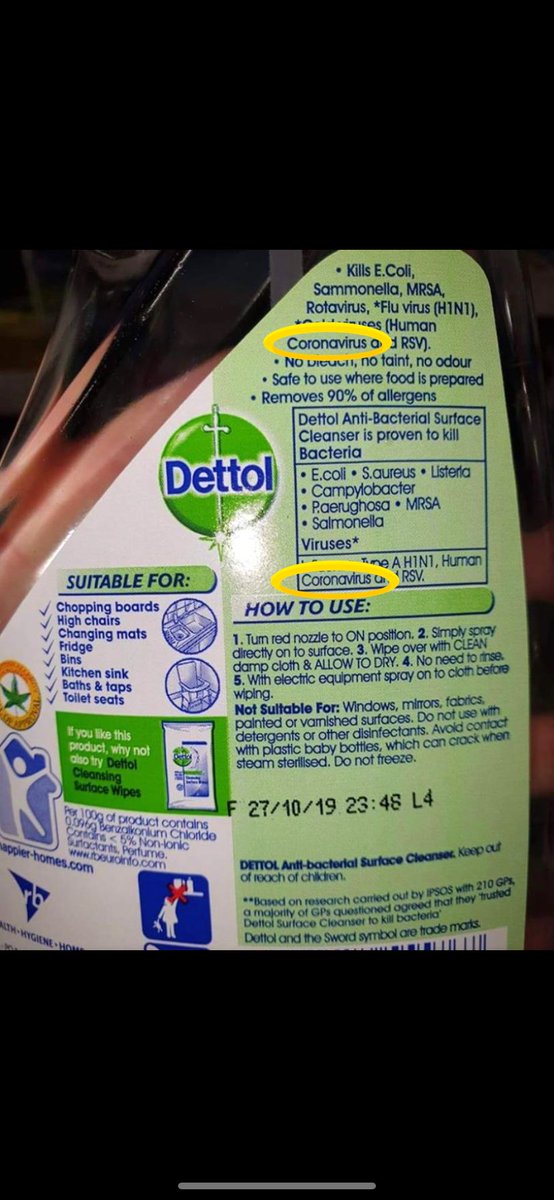 • Kills E.Coli,
Sammonella, MRSA,
Rotavirus, *Flu virus (H1N1),
(Human
Coronavirus and RSV).
• No bleach, no taint, no odour
• Safe to use where food is prepared
• Removes 90% of allergens
Dettol Anti-Bacterial Surface
Cleanser is proven to kill
Bacteria
• E.coli • S.aureus • Listeria
• Campylobacter
• P.aerughosa • MRSA
• Salmonella
Viruses*
Type A H1N1, Human
Coronavirus and RSV.
Dettol
SUITABLE FOR:
Chopping boards
High chairs
Changing mats
Fridge
Bins
Kitchen sink
Baths & taps
Toilet seats
If you like this
product, why not
also try Dettol
Cleansing
Surface Wipes
HOW TO USE:
1. Turn red nozzle to ON position. 2. Simply spray
directly on to surface. 3. Wipe over with CLEAN
damp cloth & ALLOW TO DRY. 4. No need to rinse.
5. With electric equipment spray on to cloth before
wiping.
Not Suitable For: Windows, mirrors, fabrics,
painted or varnished surfaces. Do not use with
detergents or other disinfectants. Avoid contact
with plastic baby bottles, which can crack when
steam sterilised. Do not freeze.
F 27/10/19 23:48 L4
Per 100g of product contains
0.096g Benzalkonium Chloride
Contains < 5% Non-Ionic
Surfactants, Perfume.
www.rbeuroinfo.com
happier-homes.com
rb
HEALTH•HYGIENE•HOME
DETTOL Anti-bacterial Surface Cleanser. Keep out
of reach of children.
**Based on research carried out by IPSOS with 210 GPs,
a majority of GPs questioned agreed that they 'trusted
Dettol Surface Cleanser to kill bacteria'
Dettol and the Sword symbol are trade marks.